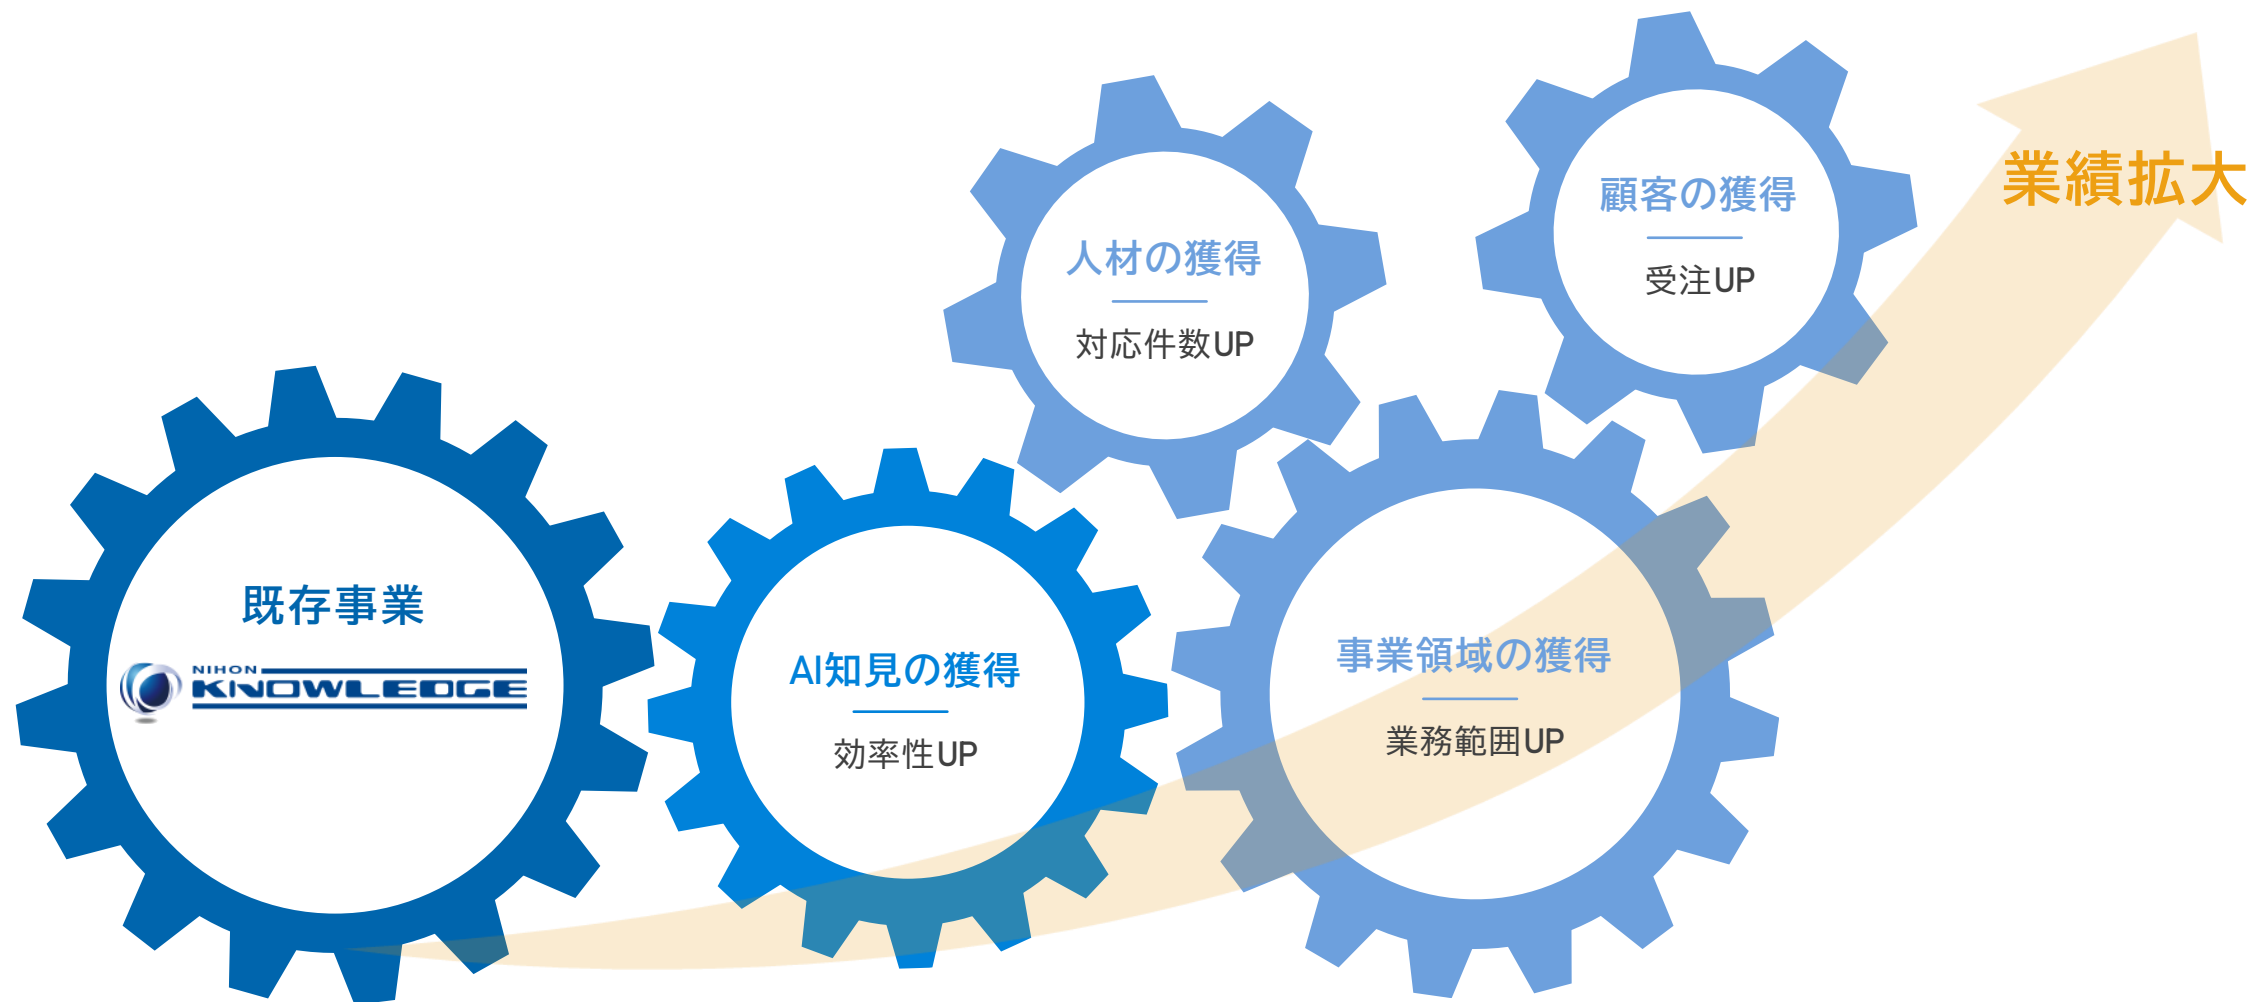 既存事業
NIHON
KNOWLEDGE
AI知見の獲得
効率性UP
人材の獲得
対応件数UP
事業領域の獲得
業務範囲UP
顧客の獲得
受注UP
業績拡大